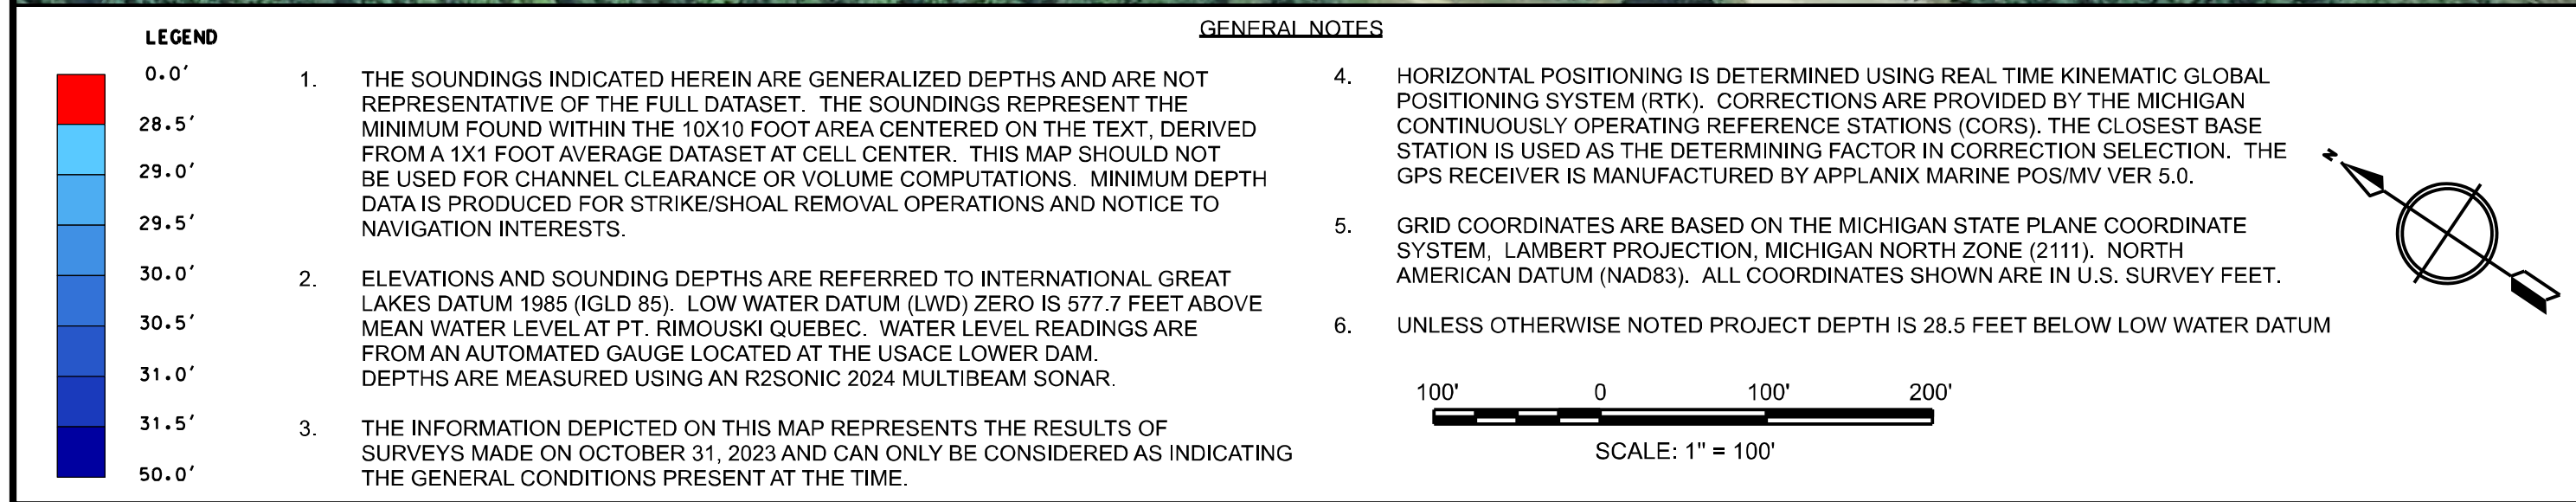 GENERAL NOTES
LEGEND
0.0'
28.5'
29.0'
29.5'
30.0'
30.5'
31.0'
31.5'
50.0'
1. THE SOUNDINGS INDICATED HEREIN ARE GENERALIZED DEPTHS AND ARE NOT
REPRESENTATIVE OF THE FULL DATASET. THE SOUNDINGS REPRESENT THE
MINIMUM FOUND WITHIN THE 10X10 FOOT AREA CENTERED ON THE TEXT, DERIVED
FROM A 1X1 FOOT AVERAGE DATASET AT CELL CENTER. THIS MAP SHOULD NOT
BE USED FOR CHANNEL CLEARANCE OR VOLUME COMPUTATIONS. MINIMUM DEPTH
DATA IS PRODUCED FOR STRIKE/SHOAL REMOVAL OPERATIONS AND NOTICE TO
NAVIGATION INTERESTS.
2. ELEVATIONS AND SOUNDING DEPTHS ARE REFERRED TO INTERNATIONAL GREAT
LAKES DATUM 1985 (IGLD 85). LOW WATER DATUM (LWD) ZERO IS 577.7 FEET ABOVE
MEAN WATER LEVEL AT PT. RIMOUSKI QUEBEC. WATER LEVEL READINGS ARE
FROM AN AUTOMATED GAUGE LOCATED AT THE USACE LOWER DAM.
DEPTHS ARE MEASURED USING AN R2SONIC 2024 MULTIBEAM SONAR.
3. THE INFORMATION DEPICTED ON THIS MAP REPRESENTS THE RESULTS OF
SURVEYS MADE ON OCTOBER 31, 2023 AND CAN ONLY BE CONSIDERED AS INDICATING
THE GENERAL CONDITIONS PRESENT AT THE TIME.
4. HORIZONTAL POSITIONING IS DETERMINED USING REAL TIME KINEMATIC GLOBAL
POSITIONING SYSTEM (RTK). CORRECTIONS ARE PROVIDED BY THE MICHIGAN
CONTINUOUSLY OPERATING REFERENCE STATIONS (CORS). THE CLOSEST BASE
STATION IS USED AS THE DETERMINING FACTOR IN CORRECTION SELECTION. THE
GPS RECEIVER IS MANUFACTURED BY APPLANIX MARINE POS/MV VER 5.0.
5. GRID COORDINATES ARE BASED ON THE MICHIGAN STATE PLANE COORDINATE
SYSTEM, LAMBERT PROJECTION, MICHIGAN NORTH ZONE (2111). NORTH
AMERICAN DATUM (NAD83). ALL COORDINATES SHOWN ARE IN U.S. SURVEY FEET.
6. UNLESS OTHERWISE NOTED PROJECT DEPTH IS 28.5 FEET BELOW LOW WATER DATUM
100' 0 100' 200'
SCALE: 1" = 100'
N